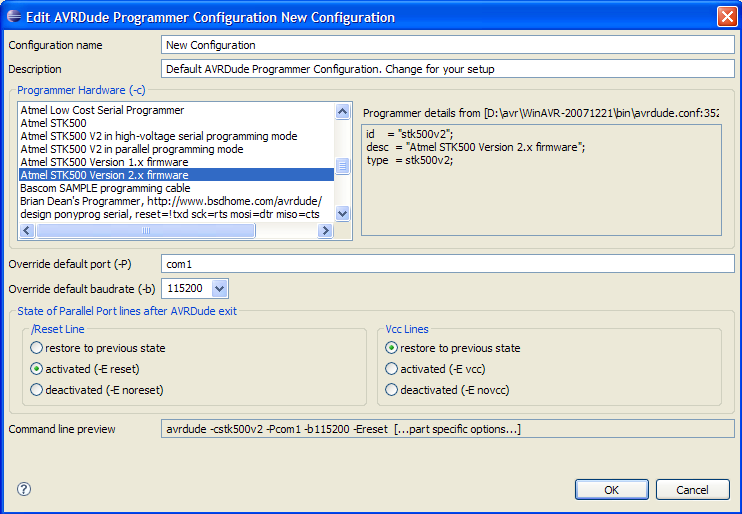 Edit AVRDude Programmer Configuration New Configuration
Configuration name
New Configuration
Description
Default AVRDude Programmer Configuration. Change for your setup
Programmer Hardware (-c)
Atmel Low Cost Serial Programmer
Atmel STK500
Atmel STK500 V2 in high-voltage serial programming mode
Atmel STK500 V2 in parallel programming mode
Atmel STK500 Version 1.x firmware
Atmel STK500 Version 2.x firmware
Bascom SAMPLE programming cable
Brian Dean's Programmer, http://www.bsdhome.com/avrdude/
design ponyprog serial, reset=!txd sck=rts mosi=dtr miso=cts
Programmer details from [D:\avr\WinAVR-20071221\bin\avrdude.conf:352
id = "stk500v2";
desc = "Atmel STK500 Version 2.x firmware";
type = stk500v2;
Override default port (-P)
com1
Override default baudrate (-b)
115200
State of Parallel Port lines after AVRDude exit
/Reset Line
restore to previous state
activated (-E reset)
deactivated (-E noreset)
Vcc Lines
restore to previous state
activated (-E vcc)
deactivated (-E novcc)
Command line preview
avrdude -cstk500v2 -Pcom1 -b115200 -Ereset [...part specific options...]
?
OK
Cancel